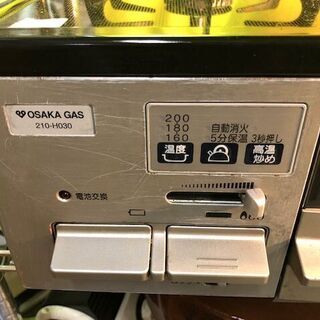 OSAKA GAS
210-H030
200
180 自動消火
160 5分保温 3秒押し
温度
高温
炒め
電池交換